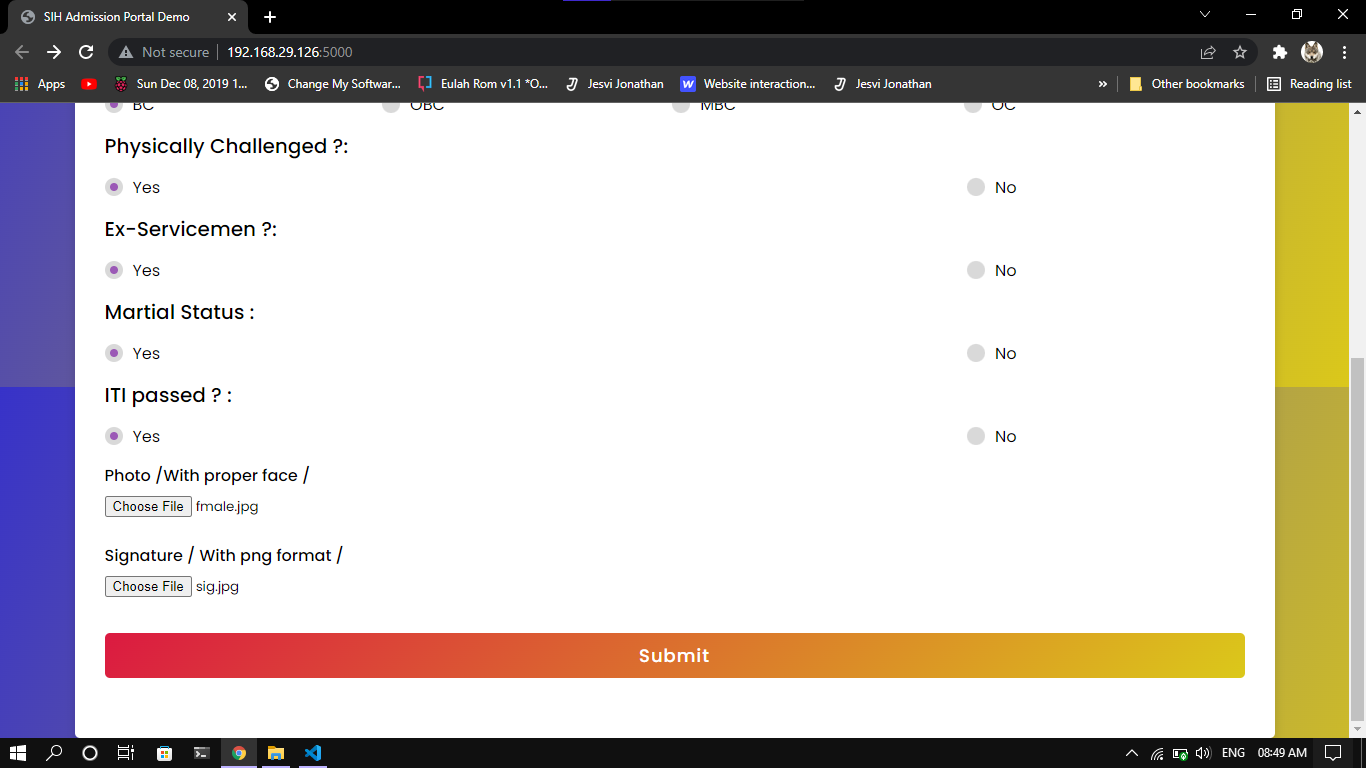 SIH Admission Portal Demo
Not secure 192.168.29.126:5000
Apps Sun Dec 08, 2019 1... Change My Softwar... Eulah Rom v1.1 *O... Jesvi Jonathan Website interaction... Jesvi Jonathan » Other bookmarks Reading list
BC OBC MBC OC
Physically Challenged ?:
Yes No
Ex-Servicemen ?:
Yes No
Martial Status :
Yes No
ITI passed ? :
Yes No
Photo /With proper face /
Choose File fmale.jpg
Signature / With png format /
Choose File sig.jpg
Submit
ENG 08:49 AM